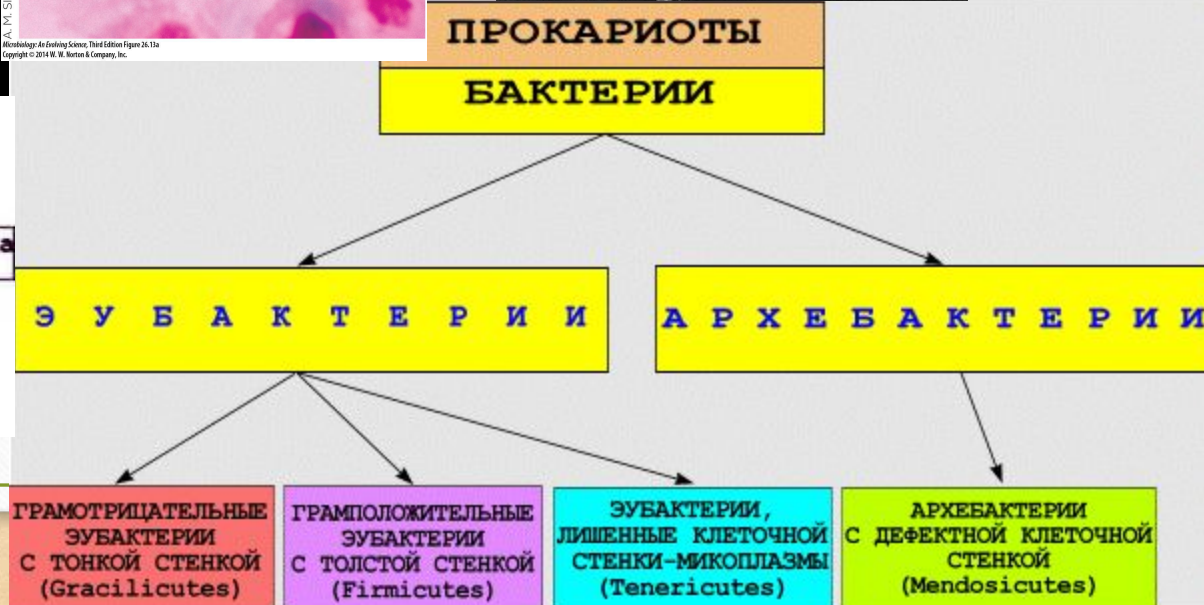 A. M. Si
Microbiology: An Evolving Science, Third Edition Figure 26.13a
Copyright © 2014 W. W. Norton & Company, Inc.
ПРОКАРИОТЫ
БАКТЕРИИ
а
Э У Б А К Т Е Р И И
А Р Х Е Б А К Т Е Р И И
ГРАМОТРИЦАТЕЛЬНЫЕ
ЭУБАКТЕРИИ
С ТОНКОЙ СТЕНКОЙ
(Gracilicutes)
ГРАМПОЛОЖИТЕЛЬНЫЕ
ЭУБАКТЕРИИ
С ТОЛСТОЙ СТЕНКОЙ
(Firmicutes)
ЭУБАКТЕРИИ,
ЛИШЕННЫЕ КЛЕТОЧНОЙ
СТЕНКИ-МИКОПЛАЗМЫ
(Tenericutes)
АРХЕБАКТЕРИИ
С ДЕФЕКТНОЙ КЛЕТОЧНОЙ
СТЕНКОЙ
(Mendosicutes)